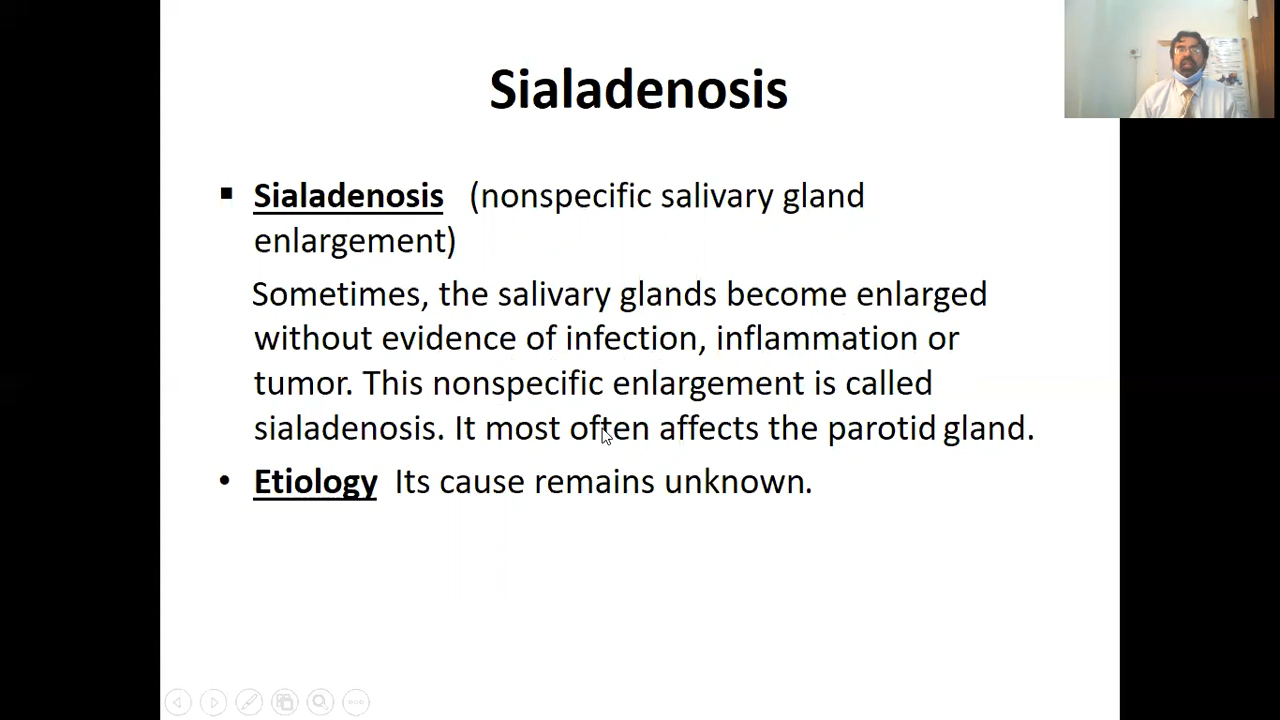 Sialadenosis
▪ Sialadenosis (nonspecific salivary gland
enlargement)
Sometimes, the salivary glands become enlarged
without evidence of infection, inflammation or
tumor. This nonspecific enlargement is called
sialadenosis. It most often affects the parotid gland.
• Etiology Its cause remains unknown.